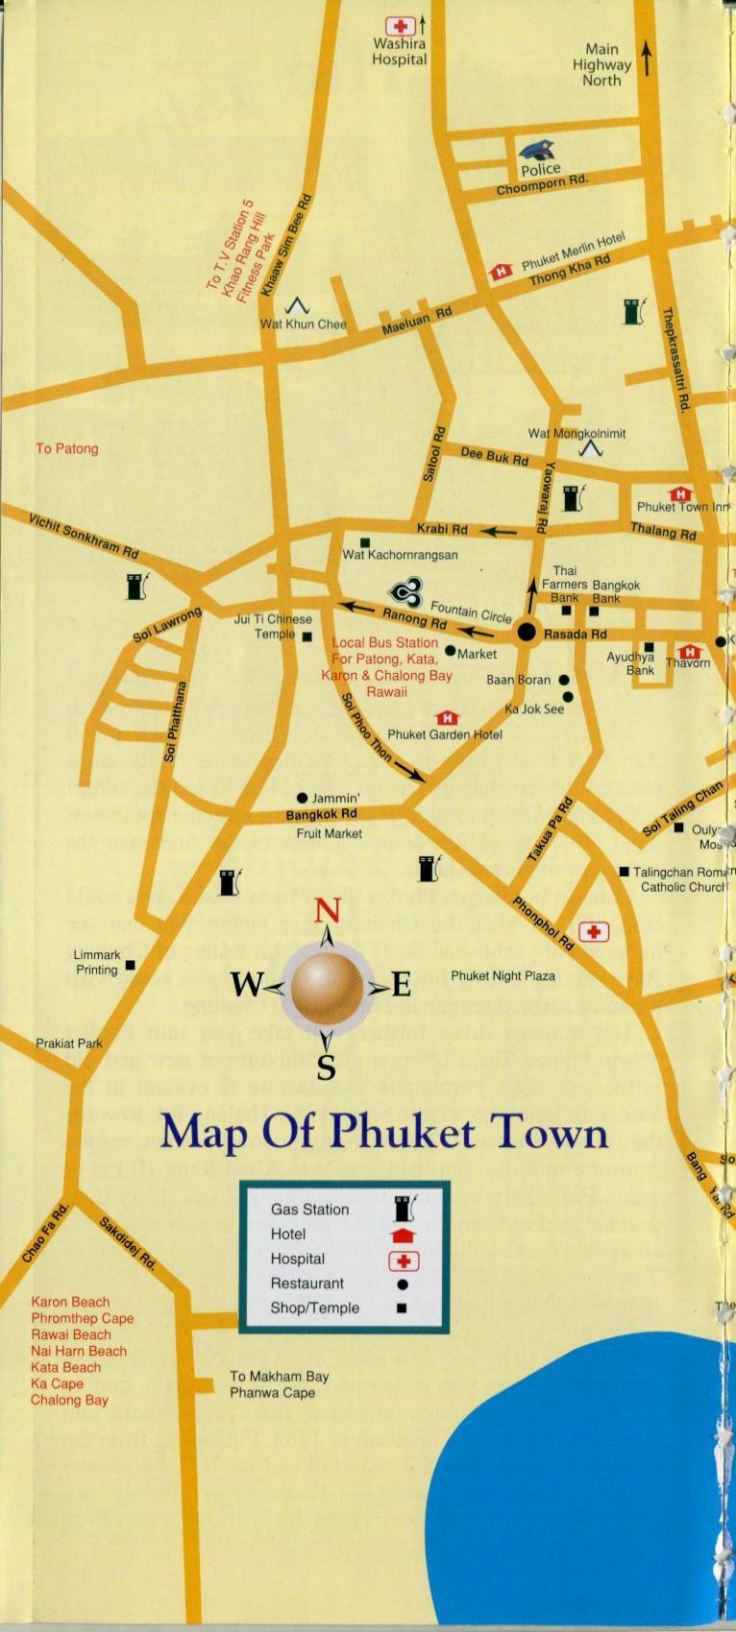 Washira
Hospital
Main
Highway
North
Police
Choomporn Rd.
To T.V Station 5
Khao Rang Hill
Fitness Park
Khaaw Sim Bee Rd
Phuket Merlin Hotel
Thong Kha Rd
Wat Khun Chee
Maeluan Rd
Thepkrassattri Rd.
To Patong
Satool Rd
Dee Buk Rd
Wat Mongkolnimit
Yaowaraj Rd
Phuket Town Inn
Vichit Sonkhram Rd
Krabi Rd
Thalang Rd
Wat Kachornrangsan
Thai
Farmers
Bank
Bangkok
Bank
Soi Lawrong
Jui Ti Chinese
Temple
Ranong Rd
Fountain Circle
Rasada Rd
Local Bus Station
For Patong, Kata,
Karon & Chalong Bay
Rawaii
Market
Ayudhya
Bank
Thavorn
K
Baan Boran
Ka Jok See
Soi Phatthana
Soi Phoo Thon
Phuket Garden Hotel
Jammin'
Bangkok Rd
Fruit Market
Takua Pa Rd
Soi Taling Chan
Talingchan Roman
Catholic Church
Phonphol Rd
Limmark
Printing
N
W
E
S
Phuket Night Plaza
Prakiat Park
Map Of Phuket Town
Bang Yai Rd
So
Gas Station
Hotel
Hospital
Restaurant
Shop/Temple
Chao Fa Rd.
Sakdidej Rd.
Karon Beach
Phromthep Cape
Rawai Beach
Nai Harn Beach
Kata Beach
Ka Cape
Chalong Bay
To Makham Bay
Phanwa Cape